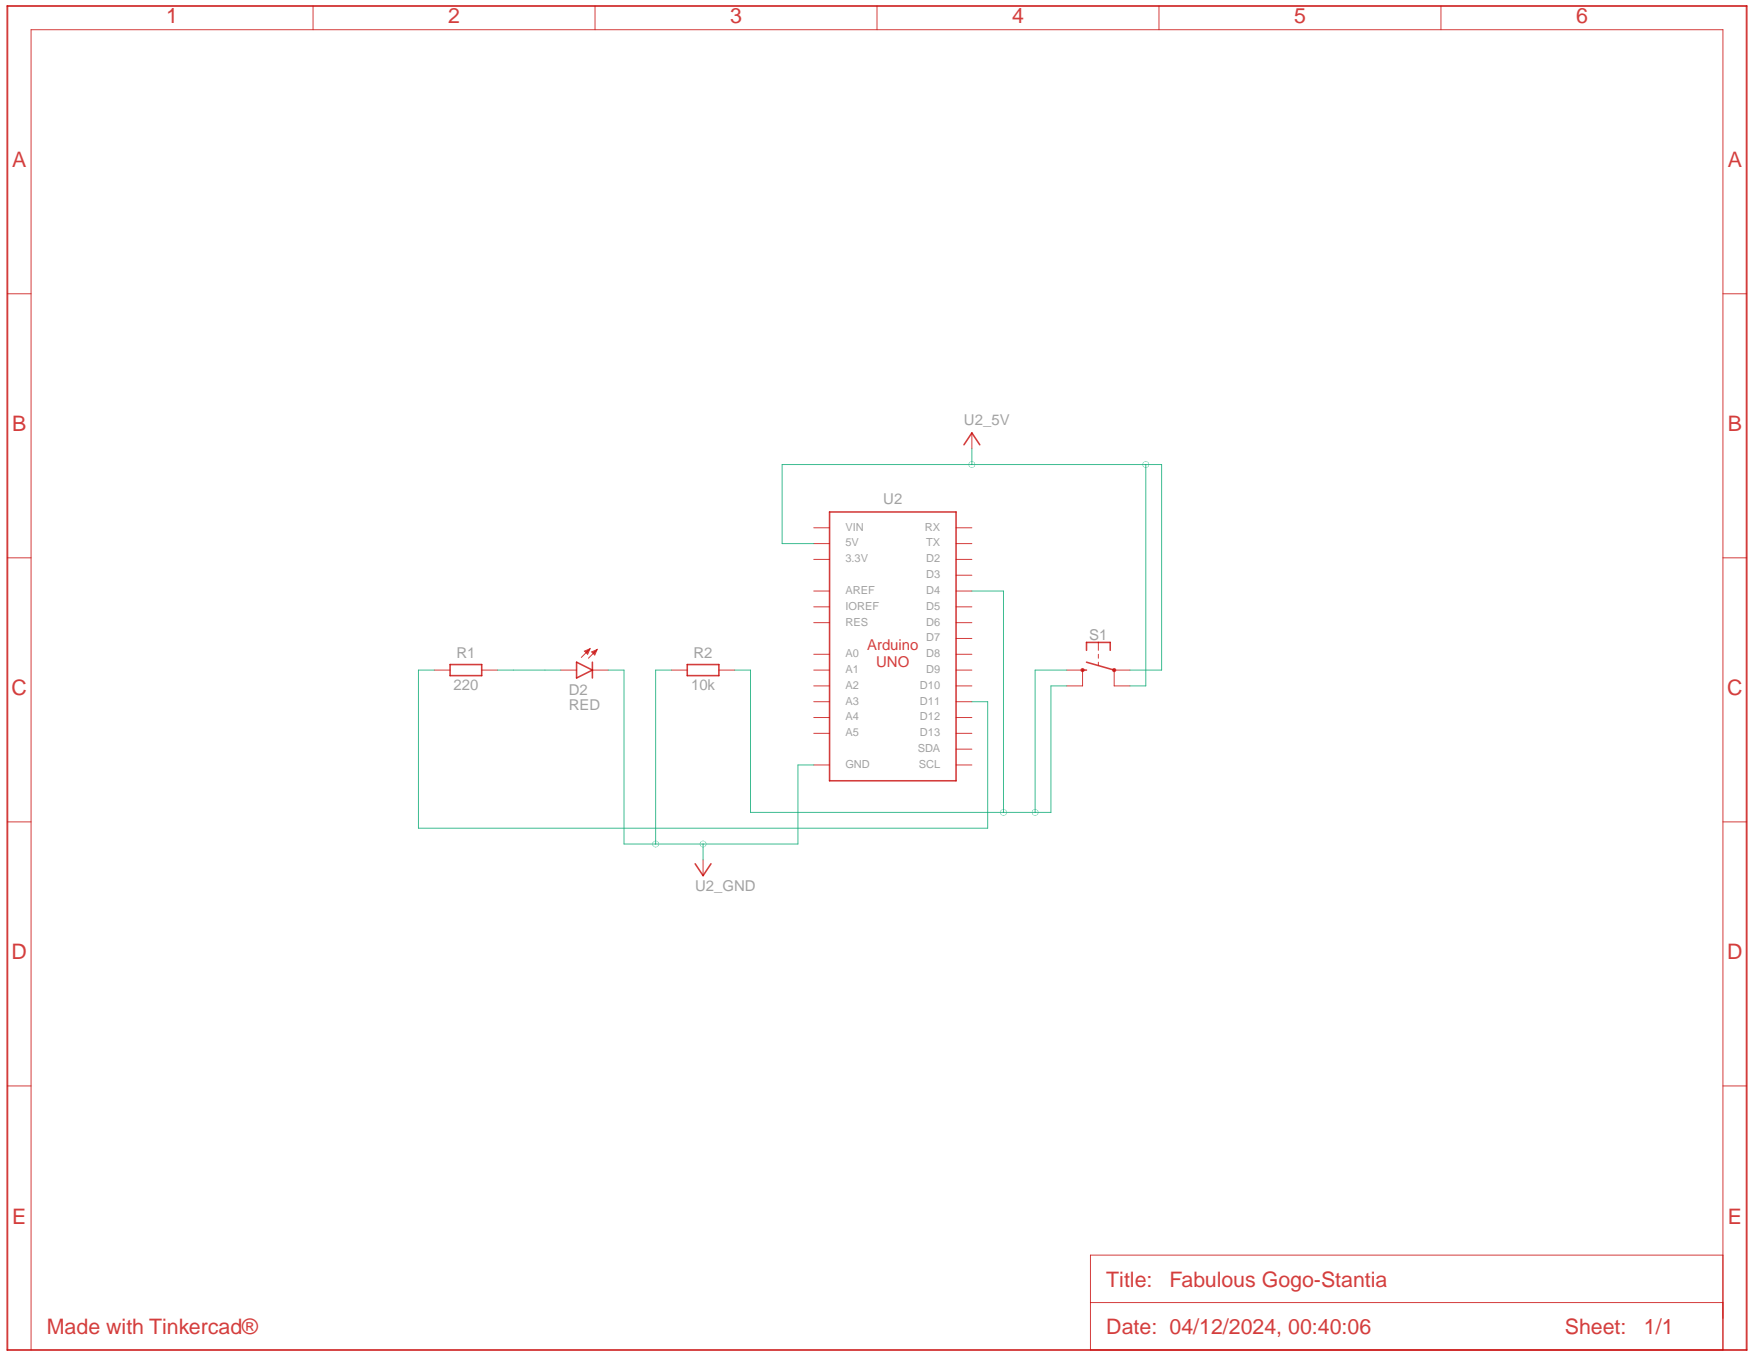 1 2 3 4 5 6
A A
B B
U2_5V
U2
VIN RX
5V TX
3.3V D2
D3
AREF D4
IOREF D5
RES D6
D7
Arduino
UNO
A0 D8
A1 D9
A2 D10
A3 D11
A4 D12
A5 D13
SDA
GND SCL
S1
R1
220
D2
RED
R2
10k
C C
U2_GND
D D
E E
Title: Fabulous Gogo-Stantia
Made with Tinkercad®
Date: 04/12/2024, 00:40:06 Sheet: 1/1